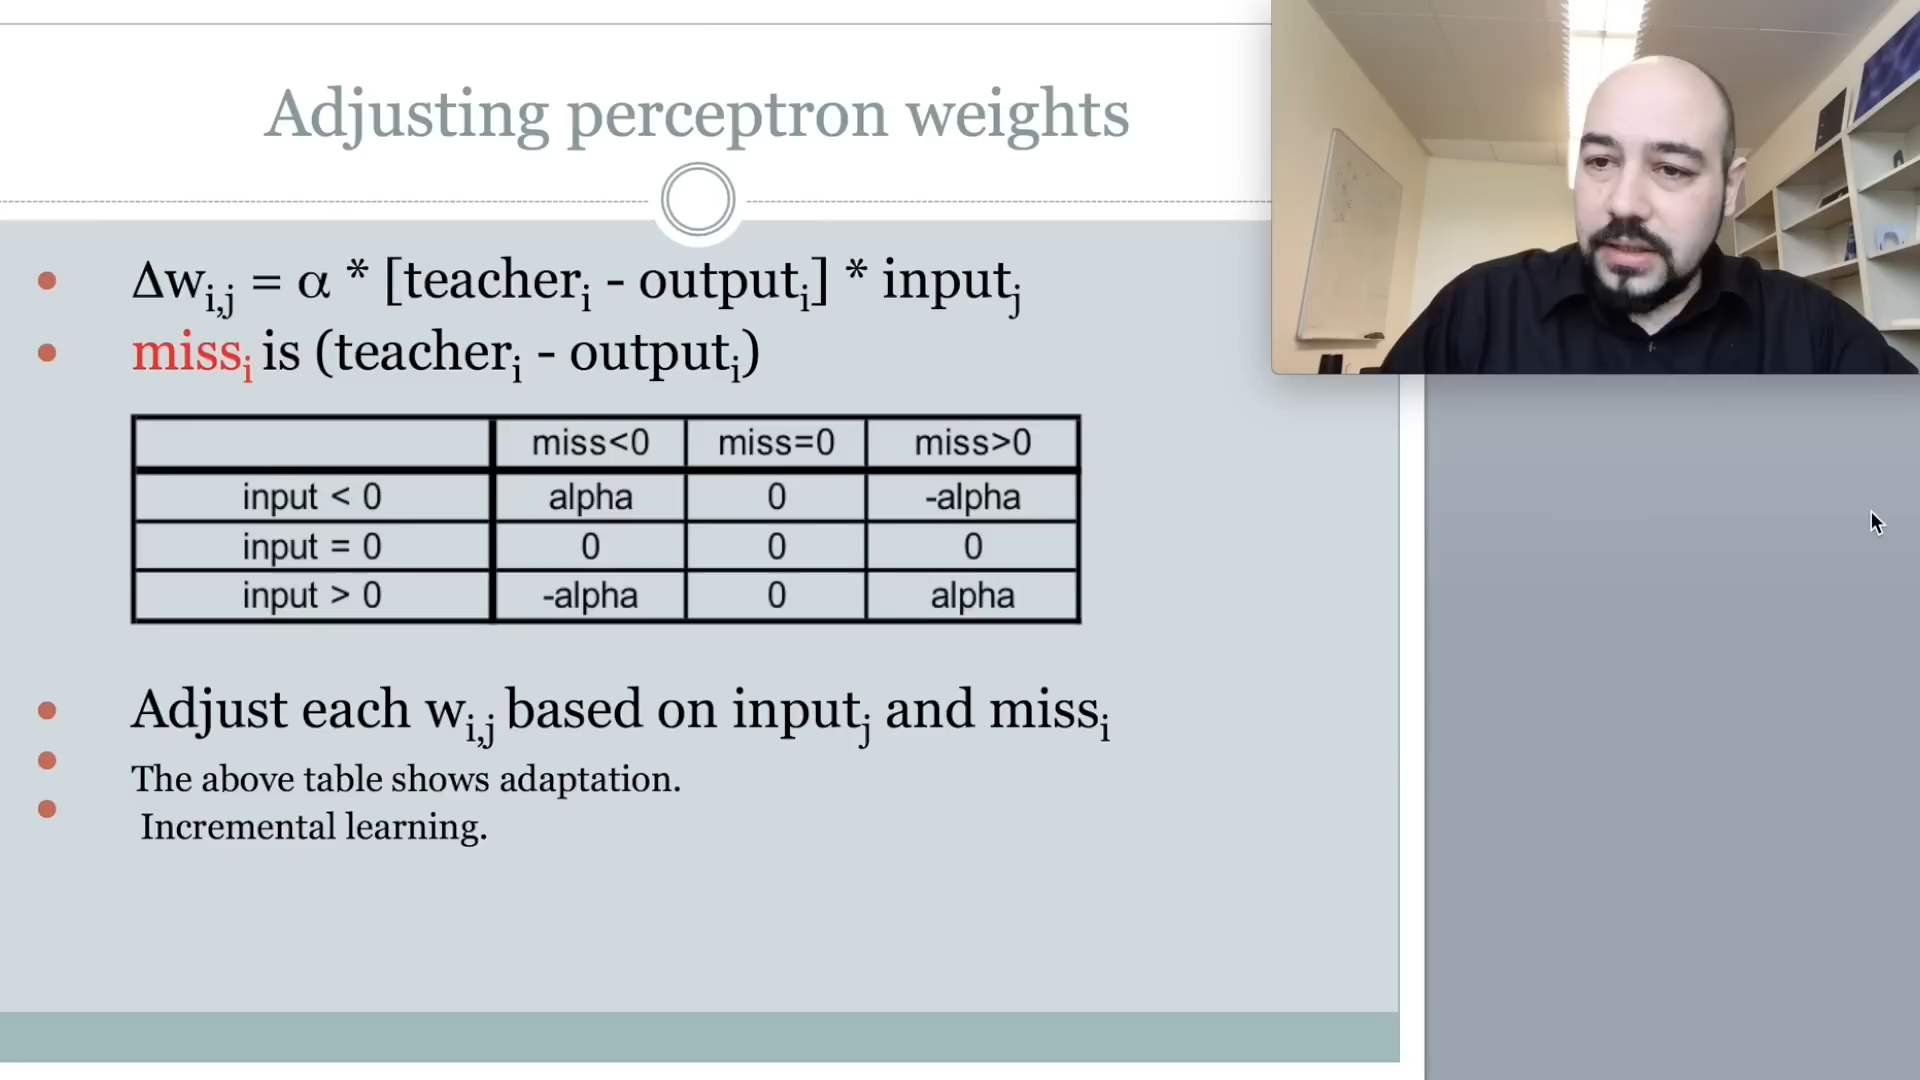 Adjusting perceptron weights
Δwi,j = α * [teacheri - outputi] * inputj
missi is (teacheri - outputi)
miss<0 miss=0 miss>0
input < 0 alpha 0 -alpha
input = 0 0 0 0
input > 0 -alpha 0 alpha
Adjust each wi,j based on inputj and missi
The above table shows adaptation.
Incremental learning.